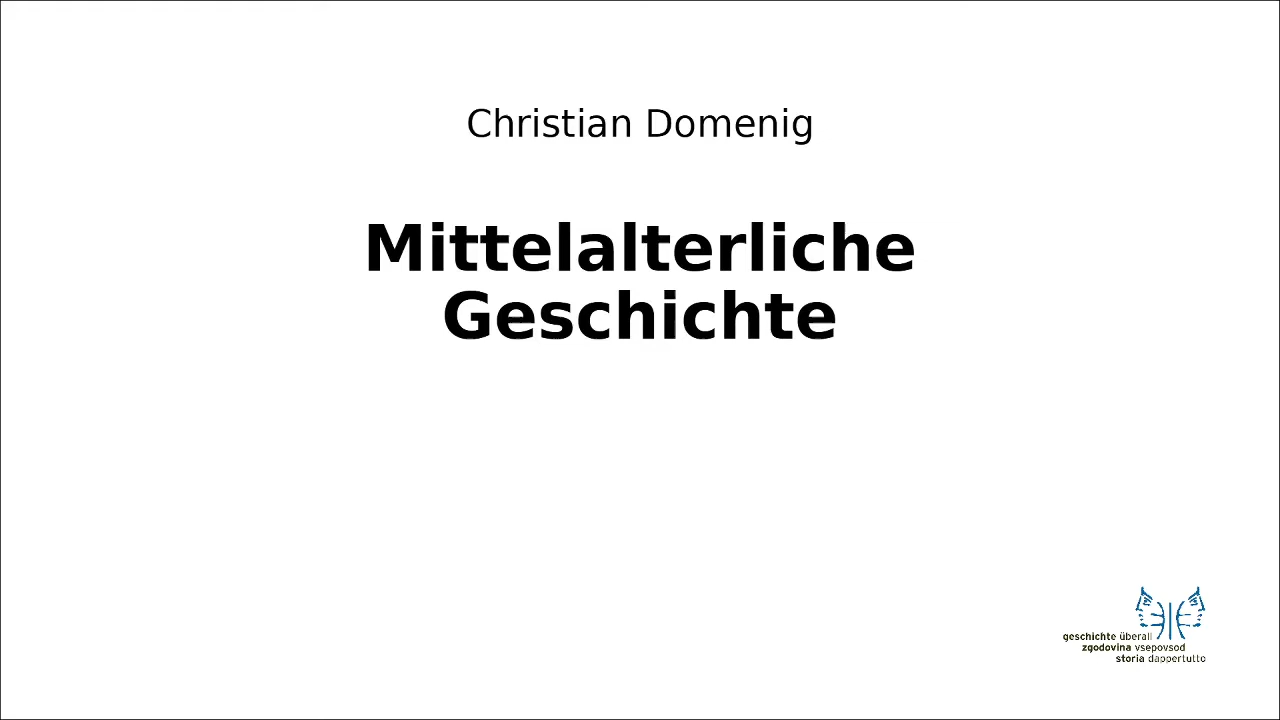 Christian Domenig
Mittelalterliche
Geschichte
geschichte überall
zgodovina vsepovsod
storia dappertutto